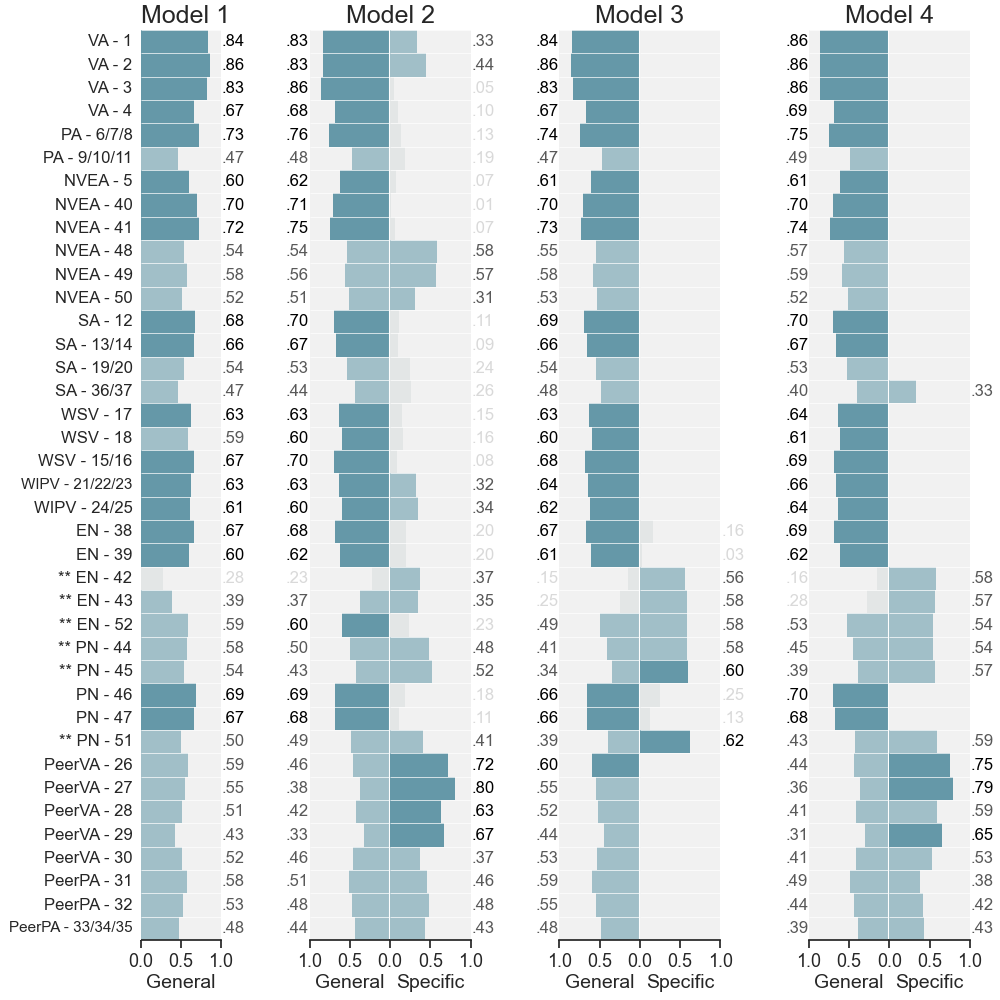 Model 1 Model 2 Model 3 Model 4
VA - 1 .84 .83 .33 .84 .86
VA - 2 .86 .83 .44 .86 .86
VA - 3 .83 .86 .05 .83 .86
VA - 4 .67 .68 .10 .67 .69
PA - 6/7/8 .73 .76 .13 .74 .75
PA - 9/10/11 .47 .48 .19 .47 .49
NVEA - 5 .60 .62 .07 .61 .61
NVEA - 40 .70 .71 .01 .70 .70
NVEA - 41 .72 .75 .07 .73 .74
NVEA - 48 .54 .54 .58 .55 .57
NVEA - 49 .58 .56 .57 .58 .59
NVEA - 50 .52 .51 .31 .53 .52
SA - 12 .68 .70 .11 .69 .70
SA - 13/14 .66 .67 .09 .66 .67
SA - 19/20 .54 .53 .24 .54 .53
SA - 36/37 .47 .44 .26 .48 .40 .33
WSV - 17 .63 .63 .15 .63 .64
WSV - 18 .59 .60 .16 .60 .61
WSV - 15/16 .67 .70 .08 .68 .69
WIPV - 21/22/23 .63 .63 .32 .64 .66
WIPV - 24/25 .61 .60 .34 .62 .64
EN - 38 .67 .68 .20 .67 .16 .69
EN - 39 .60 .62 .20 .61 .03 .62
** EN - 42 .28 .23 .37 .15 .56 .16 .58
** EN - 43 .39 .37 .35 .25 .58 .28 .57
** EN - 52 .59 .60 .23 .49 .58 .53 .54
** PN - 44 .58 .50 .48 .41 .58 .45 .54
** PN - 45 .54 .43 .52 .34 .60 .39 .57
PN - 46 .69 .69 .18 .66 .25 .70
PN - 47 .67 .68 .11 .66 .13 .68
** PN - 51 .50 .49 .41 .39 .62 .43 .59
PeerVA - 26 .59 .46 .72 .60 .44 .75
PeerVA - 27 .55 .38 .80 .55 .36 .79
PeerVA - 28 .51 .42 .63 .52 .41 .59
PeerVA - 29 .43 .33 .67 .44 .31 .65
PeerVA - 30 .52 .46 .37 .53 .41 .53
PeerPA - 31 .58 .51 .46 .59 .49 .38
PeerPA - 32 .53 .48 .48 .55 .44 .42
PeerPA - 33/34/35 .48 .44 .43 .48 .39 .43
0.0 0.5 1.0 1.0 0.5 0.0 0.5 1.0 1.0 0.5 0.0 0.5 1.0 1.0 0.5 0.0 0.5 1.0
General General Specific General Specific General Specific